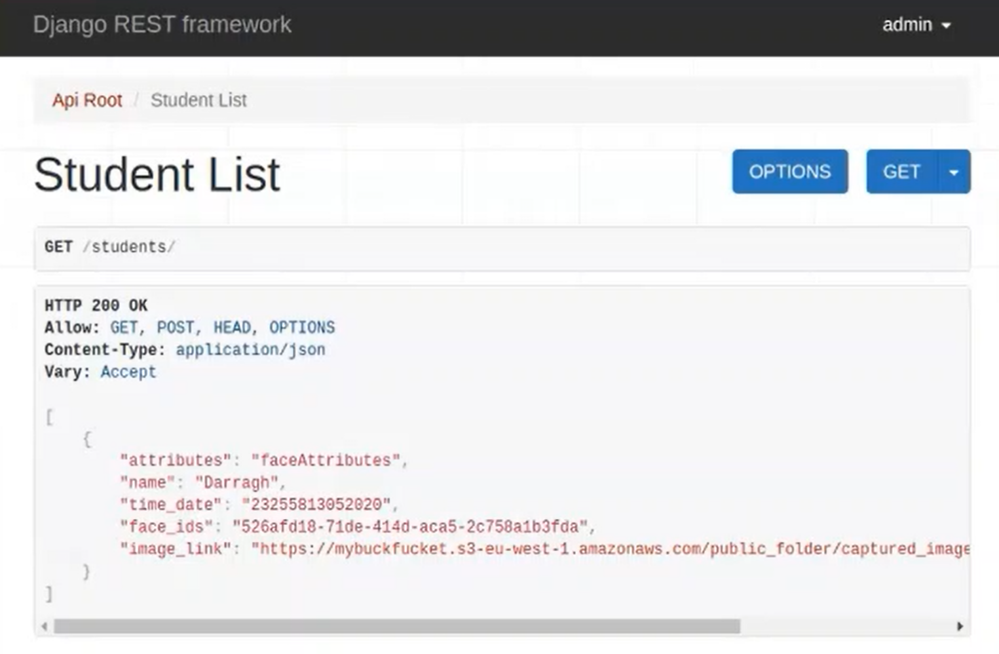 Django REST framework
admin
Api Root / Student List
Student List
OPTIONS
GET
GET /students/
HTTP 200 OK
Allow: GET, POST, HEAD, OPTIONS
Content-Type: application/json
Vary: Accept
[
{
"attributes": "faceAttributes",
"name": "Darragh",
"time_date": "23255813052020",
"face_ids": "526afd18-71de-414d-aca5-2c758a1b3fda",
"image_link": "https://mybuckfucket.s3-eu-west-1.amazonaws.com/public_folder/captured_image
}
]